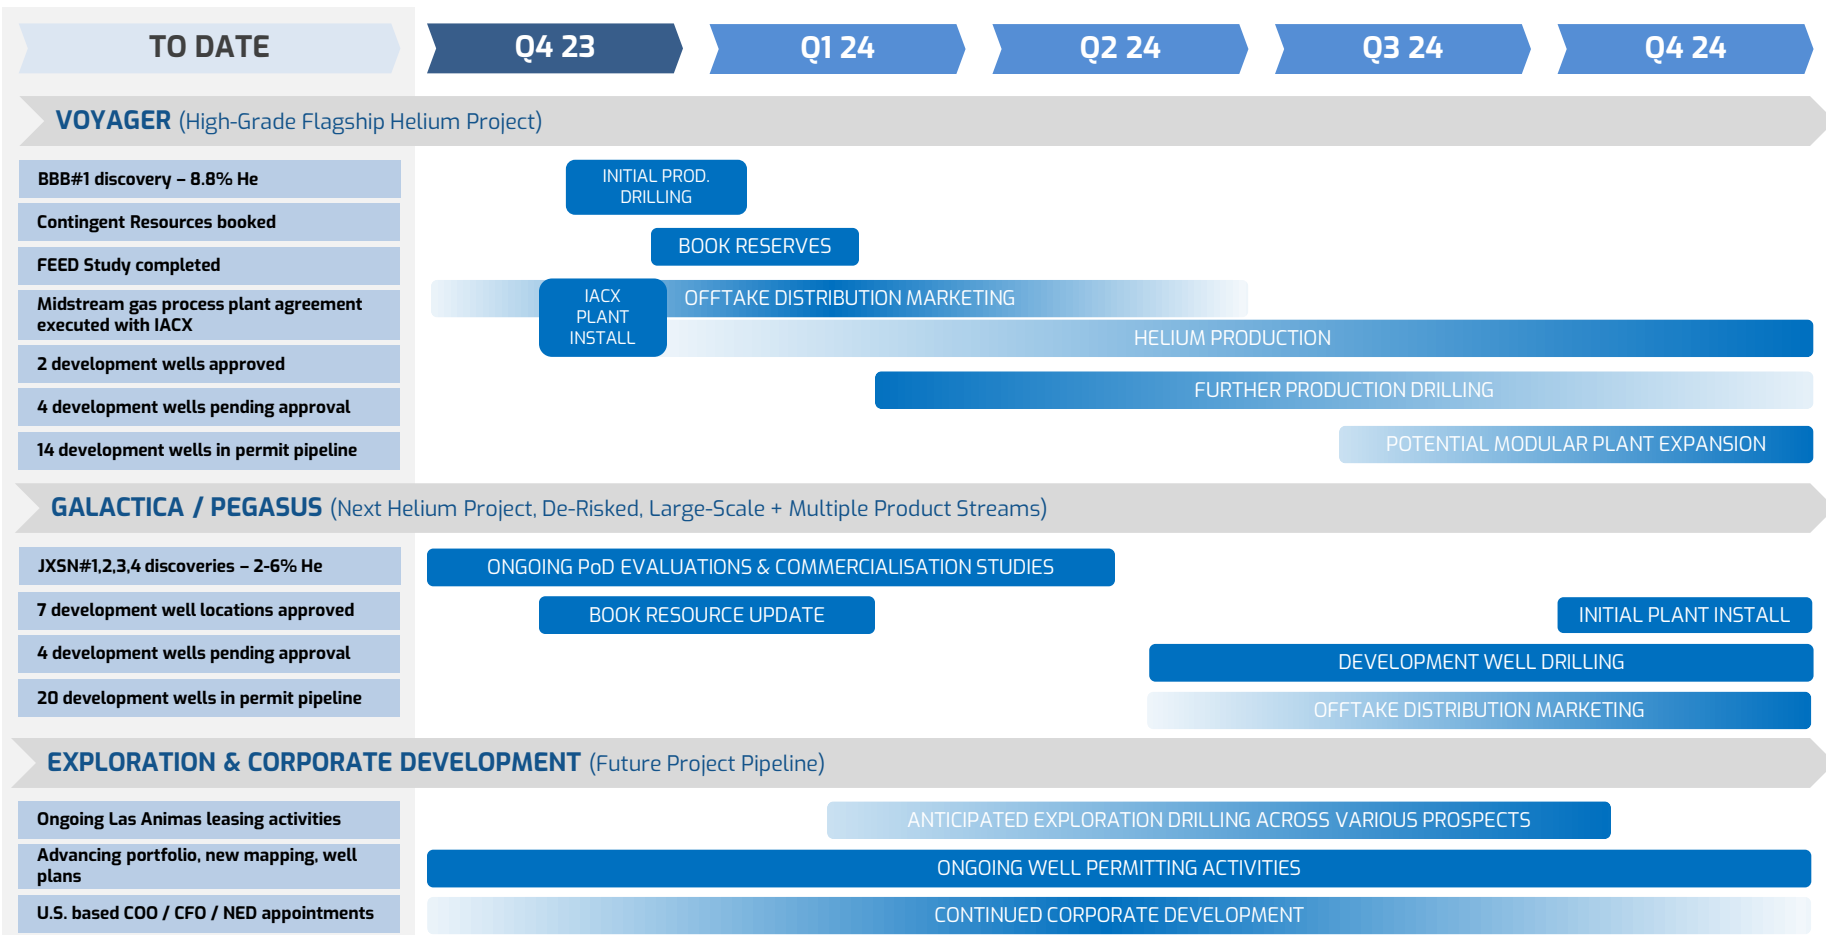 TO DATE
Q4 23
Q1 24
Q2 24
Q3 24
Q4 24
VOYAGER (High-Grade Flagship Helium Project)
BBB#1 discovery – 8.8% He
Contingent Resources booked
FEED Study completed
Midstream gas process plant agreement
executed with IACX
2 development wells approved
4 development wells pending approval
14 development wells in permit pipeline
INITIAL PROD.
DRILLING
BOOK RESERVES
IACX
PLANT
INSTALL
OFFTAKE DISTRIBUTION MARKETING
HELIUM PRODUCTION
FURTHER PRODUCTION DRILLING
POTENTIAL MODULAR PLANT EXPANSION
GALACTICA / PEGASUS (Next Helium Project, De-Risked, Large-Scale + Multiple Product Streams)
JXSN#1,2,3,4 discoveries – 2-6% He
7 development well locations approved
4 development wells pending approval
20 development wells in permit pipeline
ONGOING PoD EVALUATIONS & COMMERCIALISATION STUDIES
BOOK RESOURCE UPDATE
INITIAL PLANT INSTALL
DEVELOPMENT WELL DRILLING
OFFTAKE DISTRIBUTION MARKETING
EXPLORATION & CORPORATE DEVELOPMENT (Future Project Pipeline)
Ongoing Las Animas leasing activities
Advancing portfolio, new mapping, well
plans
U.S. based COO / CFO / NED appointments
ANTICIPATED EXPLORATION DRILLING ACROSS VARIOUS PROSPECTS
ONGOING WELL PERMITTING ACTIVITIES
CONTINUED CORPORATE DEVELOPMENT